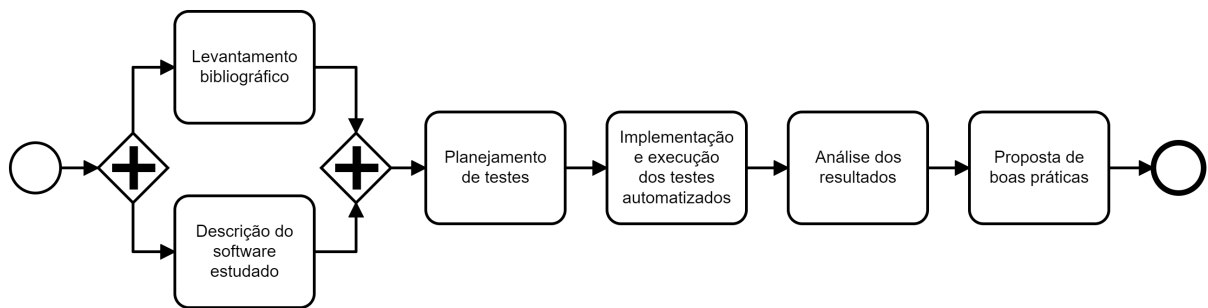 Levantamento
bibliográfico
Descrição do
software
estudado
Planejamento
de testes
Implementação
e execução
dos testes
automatizados
Análise dos
resultados
Proposta de
boas práticas